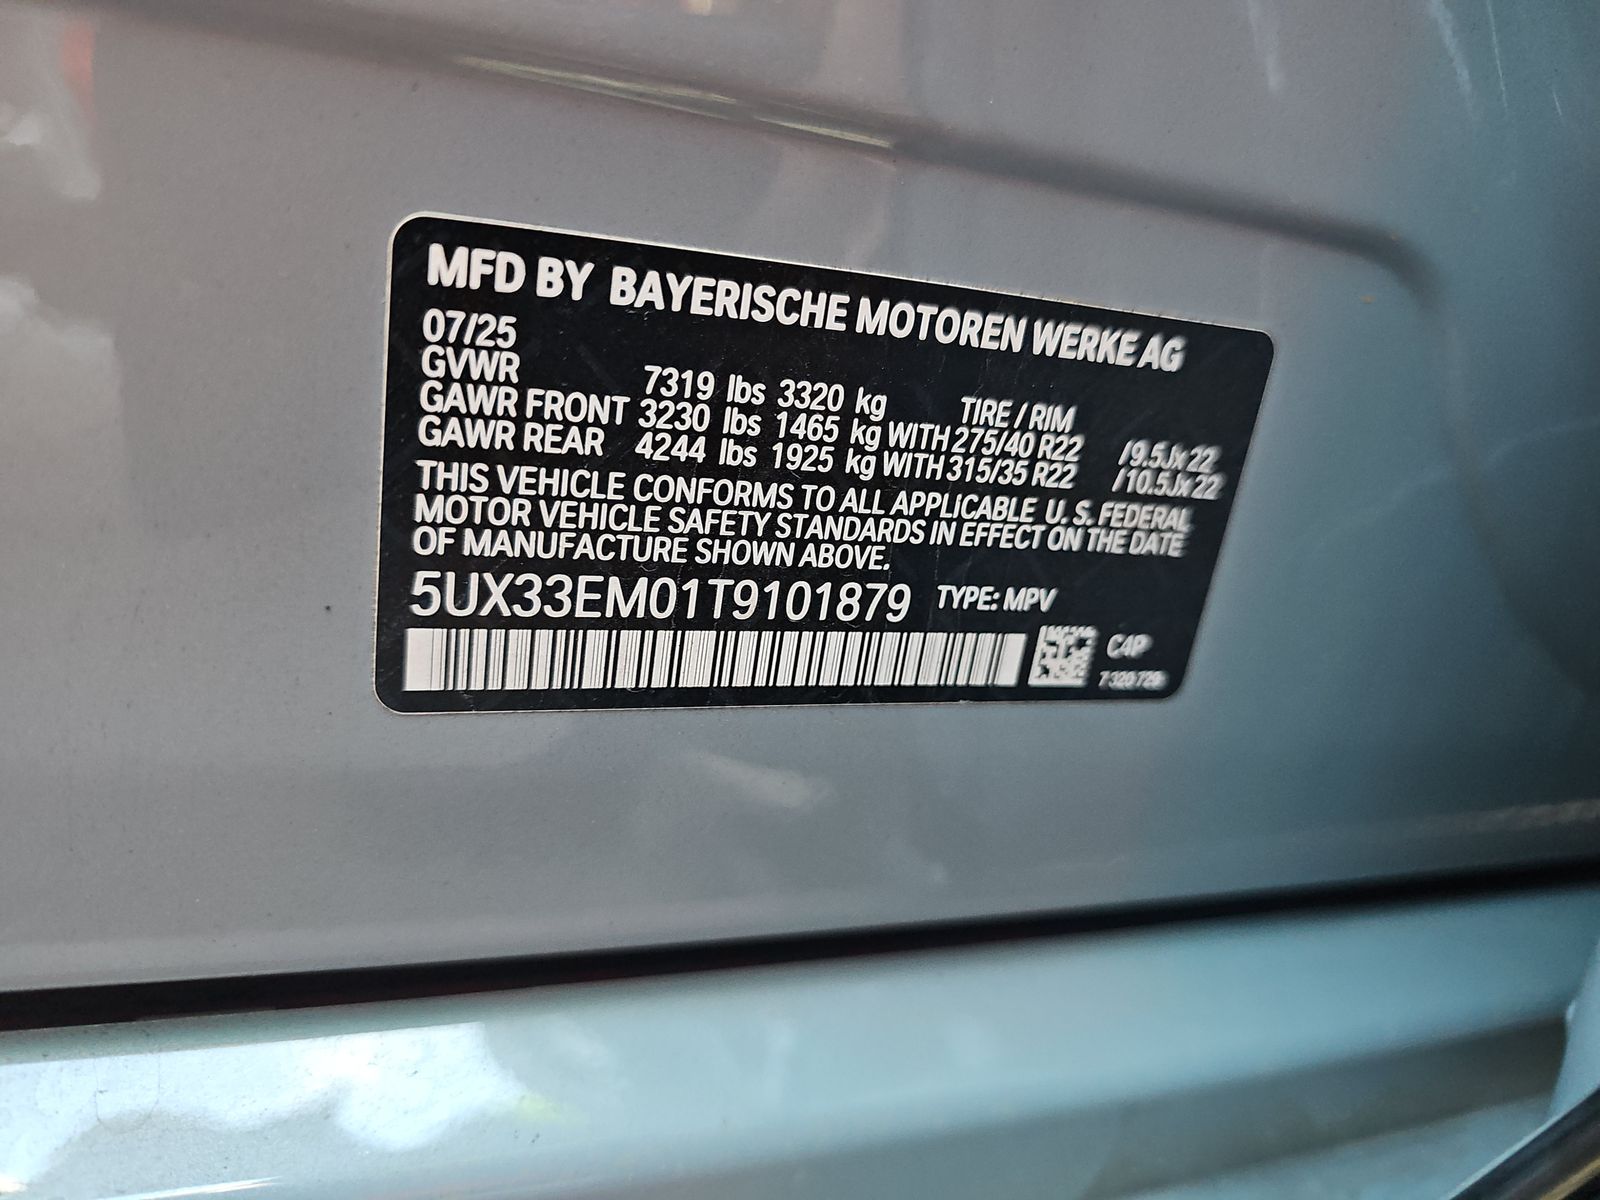 MFD BY BAYERISCHE MOTOREN WERKE AG
07/25
GVWR 7319 lbs 3320 kg TIRE / RIM
GAWR FRONT 3230 lbs 1465 kg WITH 275/40 R22 /9.5Jx22
GAWR REAR 4244 lbs 1925 kg WITH 315/35 R22 /10.5Jx22
THIS VEHICLE CONFORMS TO ALL APPLICABLE U. S. FEDERAL
MOTOR VEHICLE SAFETY STANDARDS IN EFFECT ON THE DATE
OF MANUFACTURE SHOWN ABOVE.
5UX33EM01T9101879 TYPE: MPV
C4P